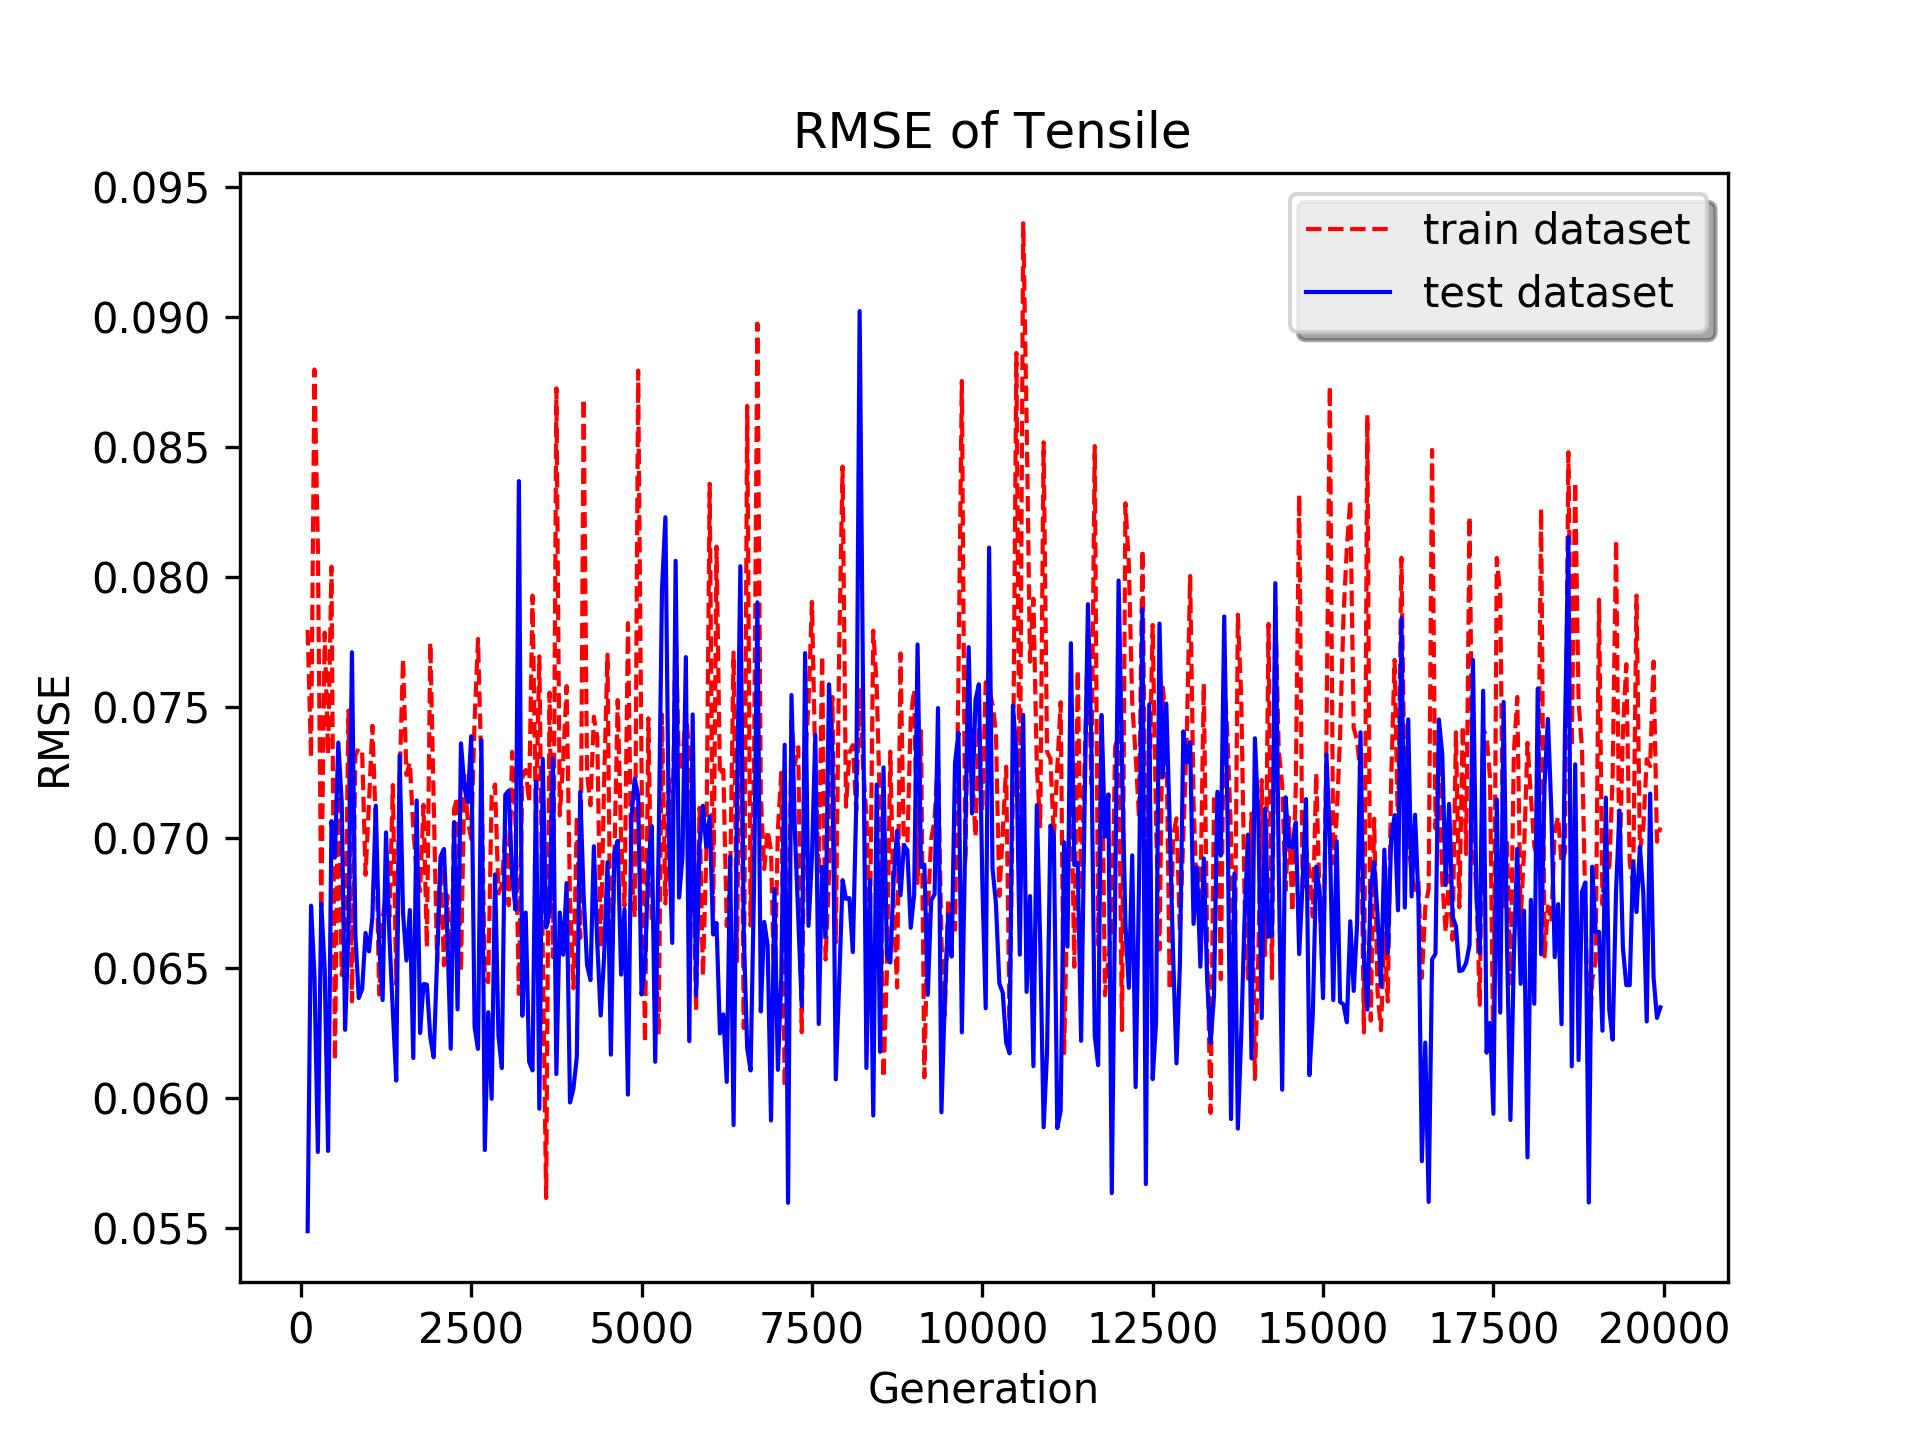 RMSE of Tensile
train dataset
test dataset
0.095
0.090
0.085
0.080
0.075
0.070
0.065
0.060
0.055
RMSE
0 2500 5000 7500 10000 12500 15000 17500 20000
Generation